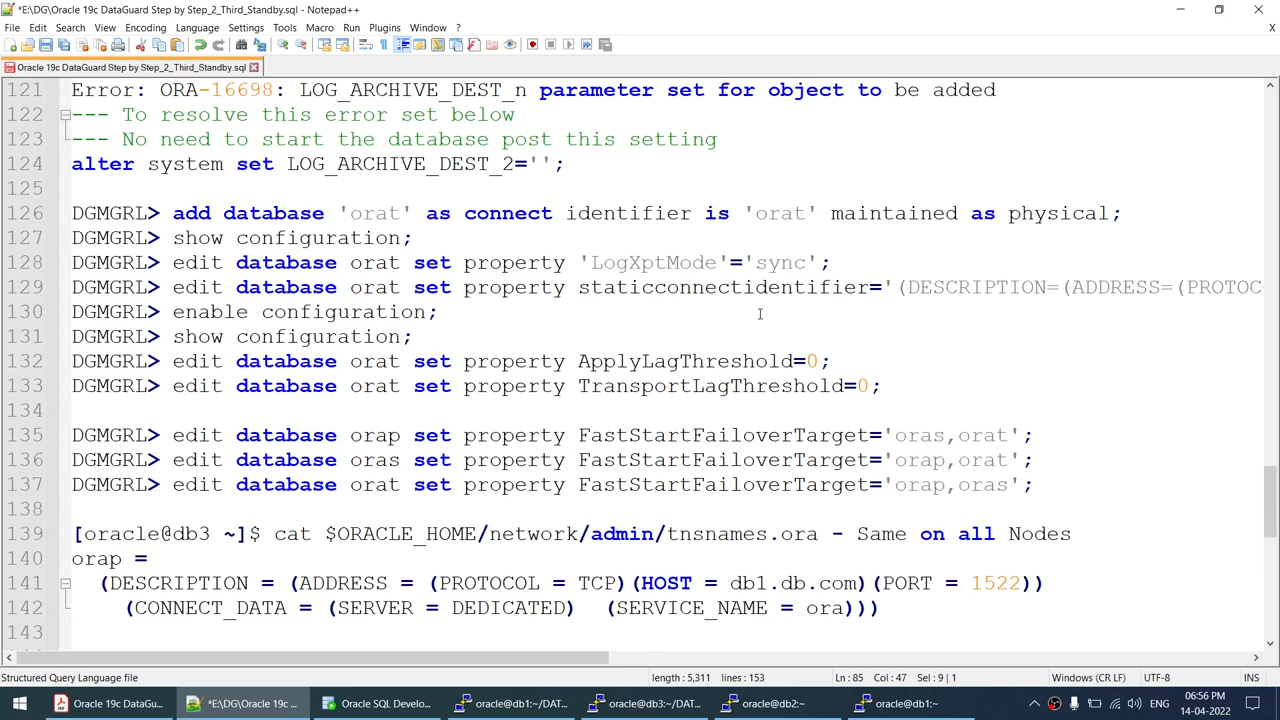 *E:\DG\Oracle 19c DataGuard Step by Step_2_Third_Standby.sql - Notepad++
File Edit Search View Encoding Language Settings Tools Macro Run Plugins Window ?
Oracle 19c DataGuard Step by Step_2_Third_Standby.sql
121 Error: ORA-16698: LOG_ARCHIVE_DEST_n parameter set for object to be added
122 --- To resolve this error set below
123 --- No need to start the database post this setting
124 alter system set LOG_ARCHIVE_DEST_2='';
125
126 DGMGRL> add database 'orat' as connect identifier is 'orat' maintained as physical;
127 DGMGRL> show configuration;
128 DGMGRL> edit database orat set property 'LogXptMode'='sync';
129 DGMGRL> edit database orat set property staticconnectidentifier='(DESCRIPTION=(ADDRESS=(PROTOC
130 DGMGRL> enable configuration;
131 DGMGRL> show configuration;
132 DGMGRL> edit database orat set property ApplyLagThreshold=0;
133 DGMGRL> edit database orat set property TransportLagThreshold=0;
134
135 DGMGRL> edit database orap set property FastStartFailoverTarget='oras,orat';
136 DGMGRL> edit database oras set property FastStartFailoverTarget='orap,orat';
137 DGMGRL> edit database orat set property FastStartFailoverTarget='orap,oras';
138
139 [oracle@db3 ~]$ cat $ORACLE_HOME/network/admin/tnsnames.ora - Same on all Nodes
140 orap =
141 (DESCRIPTION = (ADDRESS = (PROTOCOL = TCP)(HOST = db1.db.com)(PORT = 1522))
142 (CONNECT_DATA = (SERVER = DEDICATED) (SERVICE_NAME = ora)))
143
Structured Query Language file length : 5,311 lines : 153 Ln : 85 Col : 47 Sel : 9 | 1 Windows (CR LF) UTF-8 INS
Oracle 19c DataGu... *E:\DG\Oracle 19c ... Oracle SQL Develo... oracle@db1:~/DAT... oracle@db3:~/DAT... oracle@db2:~ oracle@db1:~ 06:56 PM
14-04-2022